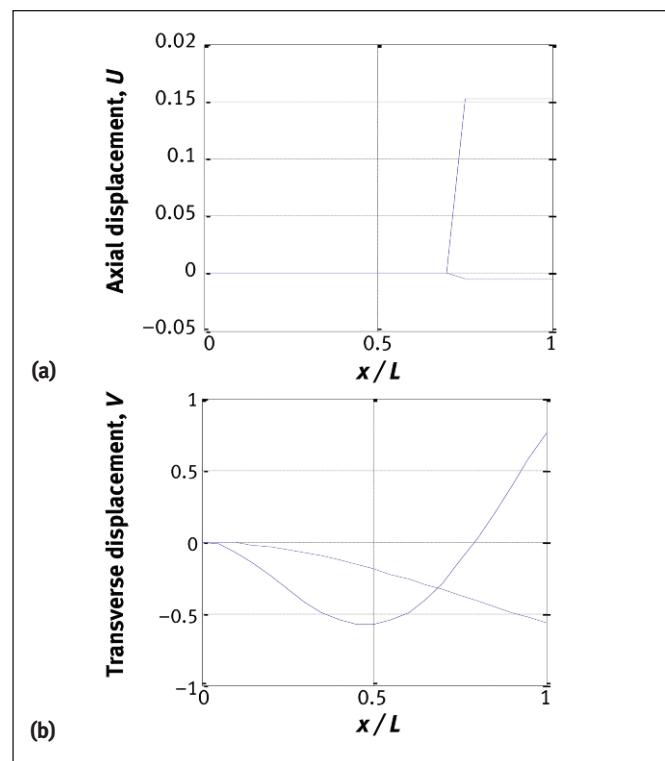 0.02
0.15
0.1
0.05
0
−0.05
Axial displacement, U
0 0.5 1
x / L
(a)
1
0.5
0
−0.5
−1
Transverse displacement, V
0 0.5 1
x / L
(b)